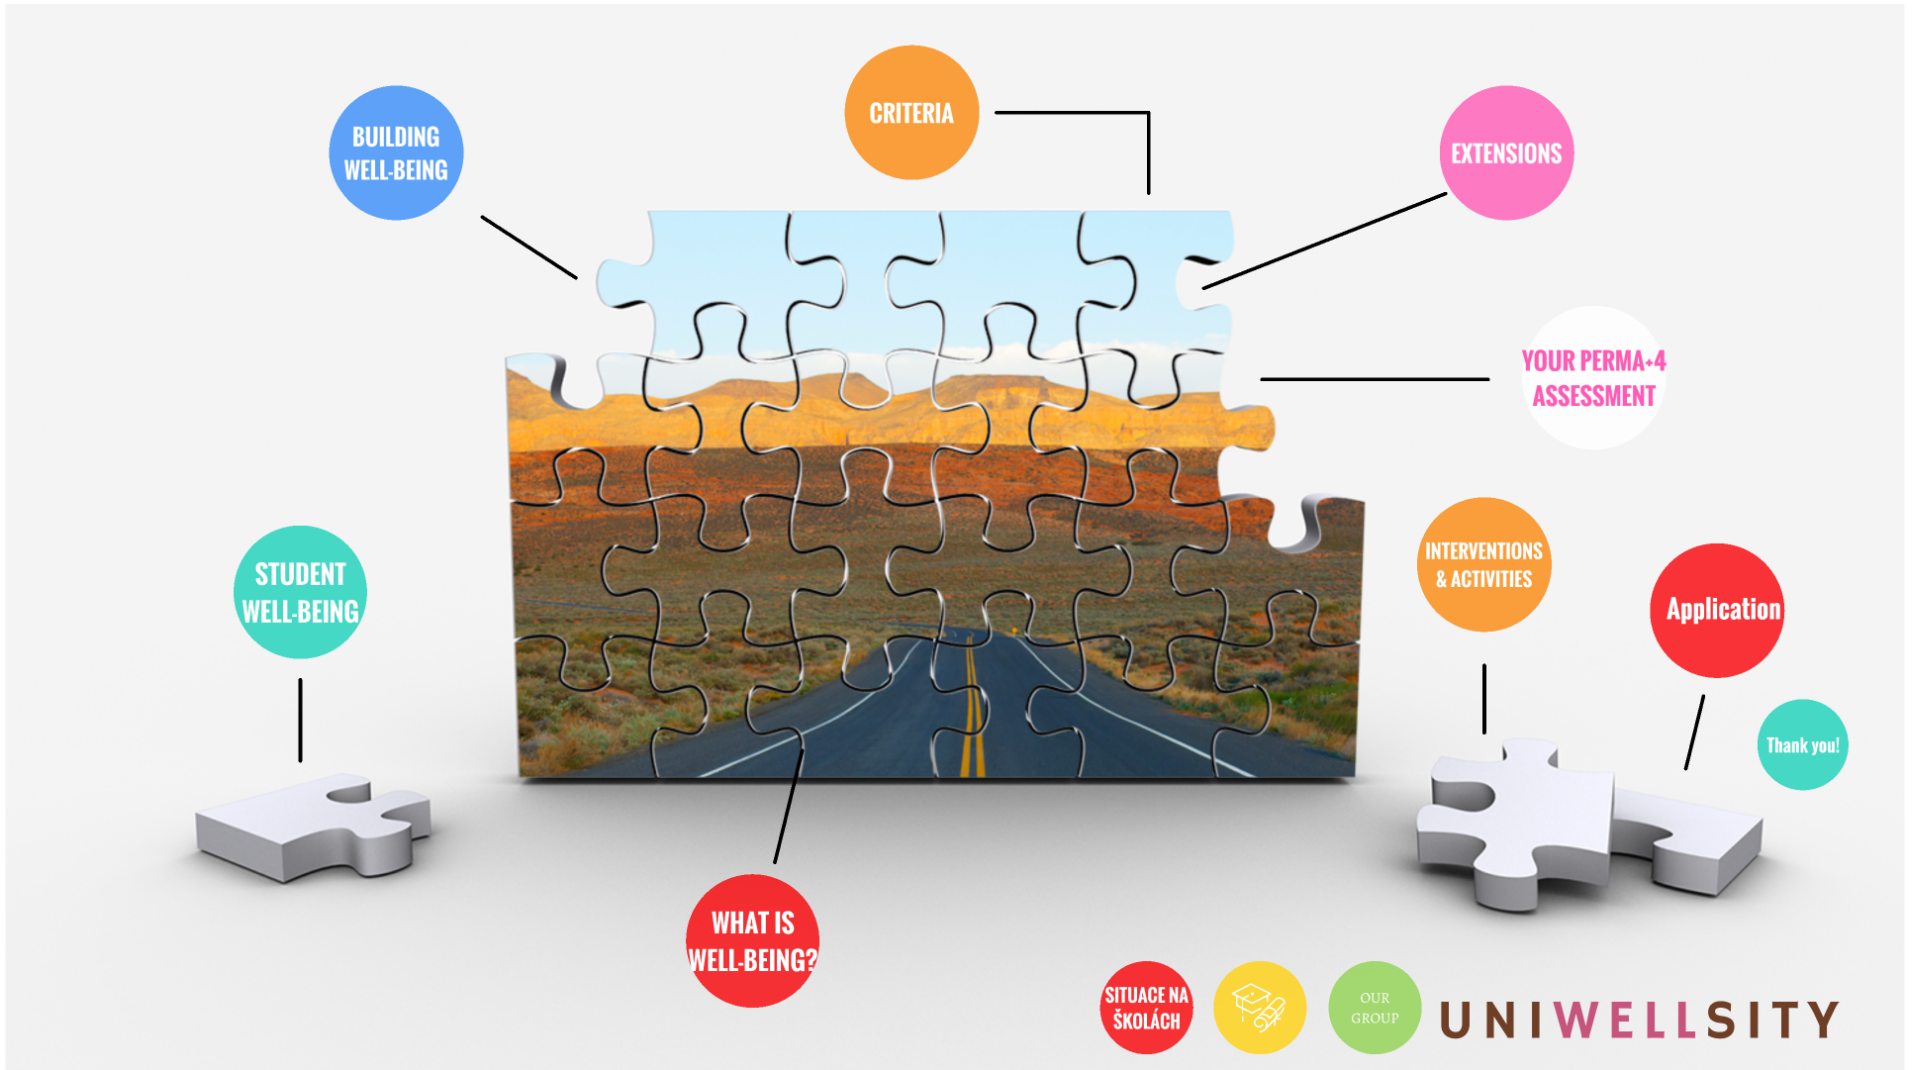 CRITERIA
BUILDING
WELL-BEING
EXTENSIONS
YOUR PERMA+4
ASSESSMENT
STUDENT
WELL-BEING
INTERVENTIONS
& ACTIVITIES
Application
Thank you!
WHAT IS
WELL-BEING?
SITUACE NA
ŠKOLÁCH
OUR
GROUP
UNIWELLSITY